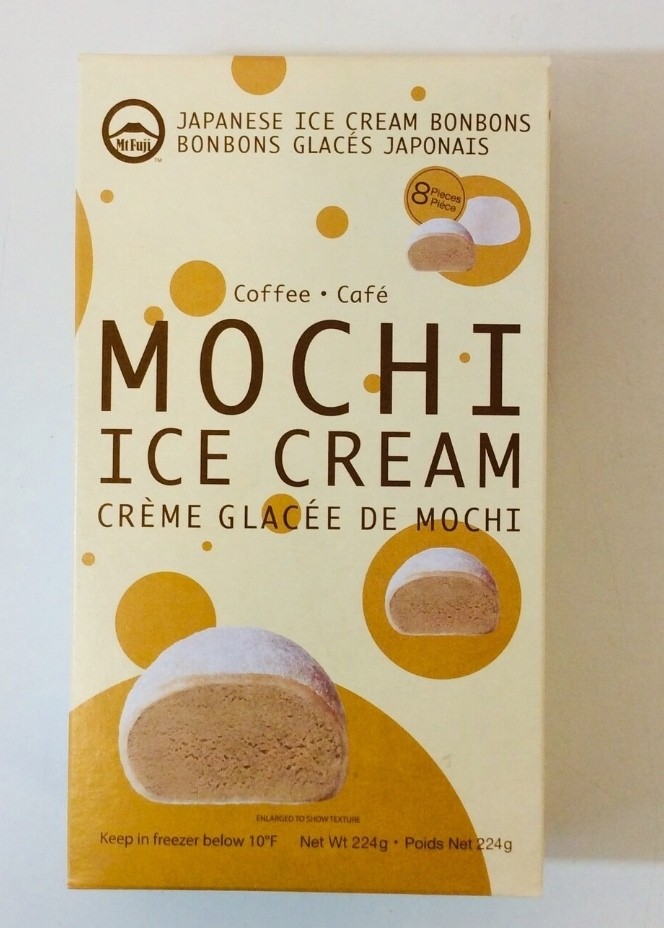 Mt Fuji
TM
JAPANESE ICE CREAM BONBONS
BONBONS GLACÉS JAPONAIS
8 Pieces
Pièce
Coffee • Café
MOCHI
ICE CREAM
CRÈME GLACÉE DE MOCHI
ENLARGED TO SHOW TEXTURE
Keep in freezer below 10°F Net Wt 224g • Poids Net 224g